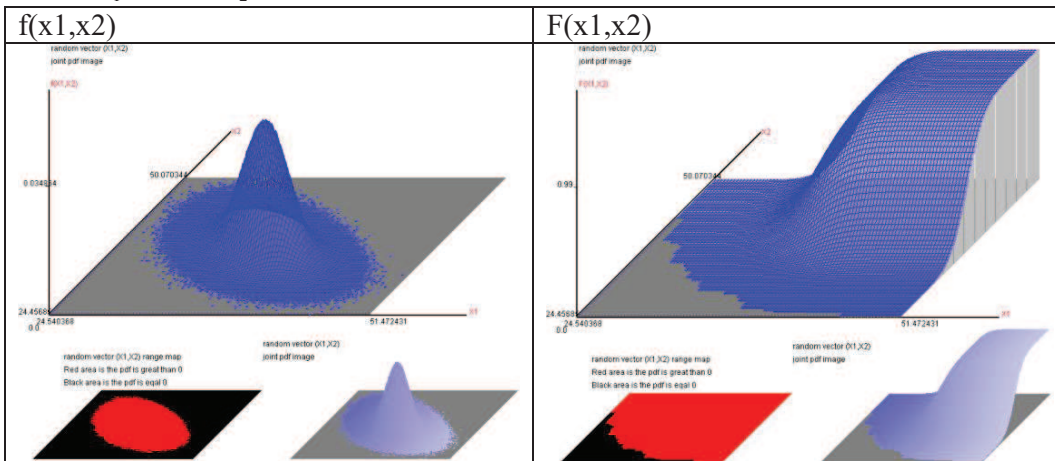 f(x1,x2)
random vector (X1,X2)
joint pdf image
f(X1,X2)
X2
50.070344
0.034834
24.4568
24.540368
0.0
51.472431
X1
random vector (X1,X2) range map
Red area is the pdf is great than 0
Black area is the pdf is eqal 0
random vector (X1,X2)
joint pdf image
F(x1,x2)
random vector (X1,X2)
joint pdf image
F(X1,X2)
X2
50.070344
0.99
24.4568
24.540368
0.0
51.472431
X1
random vector (X1,X2) range map
Red area is the pdf is great than 0
Black area is the pdf is eqal 0
random vector (X1,X2)
joint pdf image